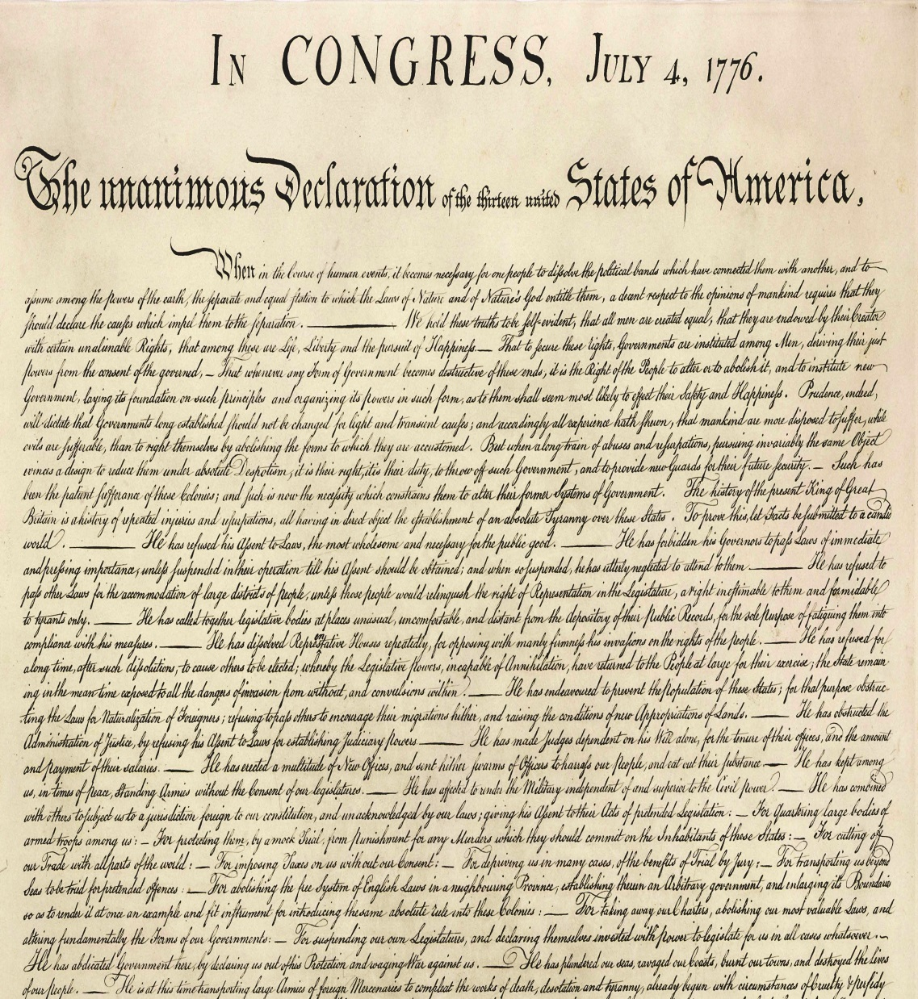 In CONGRESS, July 4, 1776.
The unanimous Declaration of the thirteen united States of America,
When in the Course of human events, it becomes necessary for one people to dissolve the political bands which have connected them with another, and to
assume among the powers of the earth, the separate and equal station to which the Laws of Nature and of Nature's God entitle them, a decent respect to the opinions of mankind requires that they
should declare the causes which impel them to the separation. ——— We hold these truths to be self-evident, that all men are created equal, that they are endowed by their Creator
with certain unalienable Rights, that among these are Life, Liberty and the pursuit of Happiness.— That to secure these rights, Governments are instituted among Men, deriving their just
powers from the consent of the governed, — That whenever any Form of Government becomes destructive of these ends, it is the Right of the People to alter or to abolish it, and to institute new
Government, laying its foundation on such principles and organizing its powers in such form, as to them shall seem most likely to effect their Safety and Happiness. Prudence, indeed,
will dictate that Governments long established should not be changed for light and transient causes; and accordingly all experience hath shewn, that mankind are more disposed to suffer, while
evils are sufferable, than to right themselves by abolishing the forms to which they are accustomed. But when a long train of abuses and usurpations, pursuing invariably the same Object
evinces a design to reduce them under absolute Despotism, it is their right, it is their duty, to throw off such Government, and to provide new Guards for their future security. — Such has
been the patient sufferance of these Colonies; and such is now the necessity which constrains them to alter their former Systems of Government. The history of the present King of Great
Britain is a history of repeated injuries and usurpations, all having in direct object the establishment of an absolute Tyranny over these States. To prove this, let Facts be submitted to a candid
world. ——— He has refused his Assent to Laws, the most wholesome and necessary for the public good. ——— He has forbidden his Governors to pass Laws of immediate
and pressing importance, unless suspended in their operation till his Assent should be obtained; and when so suspended, he has utterly neglected to attend to them. ——— He has refused to
pass other Laws for the accommodation of large districts of people, unless those people would relinquish the right of Representation in the Legislature, a right inestimable to them and formidable
to tyrants only. ——— He has called together legislative bodies at places unusual, uncomfortable, and distant from the depository of their Public Records, for the sole purpose of fatiguing them into
compliance with his measures. ——— He has dissolved Representative Houses repeatedly, for opposing with manly firmness his invasions on the rights of the people. ——— He has refused for
a long time, after such dissolutions, to cause others to be elected; whereby the Legislative powers, incapable of Annihilation, have returned to the People at large for their exercise; the State remain
ing in the mean time exposed to all the dangers of invasion from without, and convulsions within. ——— He has endeavoured to prevent the population of these States; for that purpose obstruc-
ting the Laws for Naturalization of Foreigners; refusing to pass others to encourage their migrations hither, and raising the conditions of new Appropriations of Lands. ——— He has obstructed the
Administration of Justice, by refusing his Assent to Laws for establishing Judiciary powers. ——— He has made Judges dependent on his Will alone, for the tenure of their offices, and the amount
and payment of their salaries. ——— He has erected a multitude of New Offices, and sent hither swarms of Officers to harrass our people, and eat out their substance. ——— He has kept among
us, in times of peace, Standing Armies without the Consent of our legislatures. ——— He has affected to render the Military independent of and superior to the Civil power. ——— He has combined
with others to subject us to a jurisdiction foreign to our constitution, and unacknowledged by our laws; giving his Assent to their Acts of pretended Legislation: — For Quartering large bodies of
armed troops among us: — For protecting them, by a mock Trial, from punishment for any Murders which they should commit on the Inhabitants of these States: — For cutting off
our Trade with all parts of the world: — For imposing Taxes on us without our Consent: — For depriving us in many cases, of the benefits of Trial by Jury: — For transporting us beyond
Seas to be tried for pretended offences: — For abolishing the free System of English Laws in a neighbouring Province, establishing therein an Arbitrary government, and enlarging its Boundaries
so as to render it at once an example and fit instrument for introducing the same absolute rule into these Colonies: — For taking away our Charters, abolishing our most valuable Laws, and
altering fundamentally the Forms of our Governments: — For suspending our own Legislatures, and declaring themselves invested with power to legislate for us in all cases whatsoever. —
He has abdicated Government here, by declaring us out of his Protection and waging War against us. ——— He has plundered our seas, ravaged our Coasts, burnt our towns, and destroyed the lives
of our people. ——— He is at this time transporting large Armies of foreign Mercenaries to compleat the works of death, desolation and tyranny, already begun with circumstances of Cruelty & perfidy